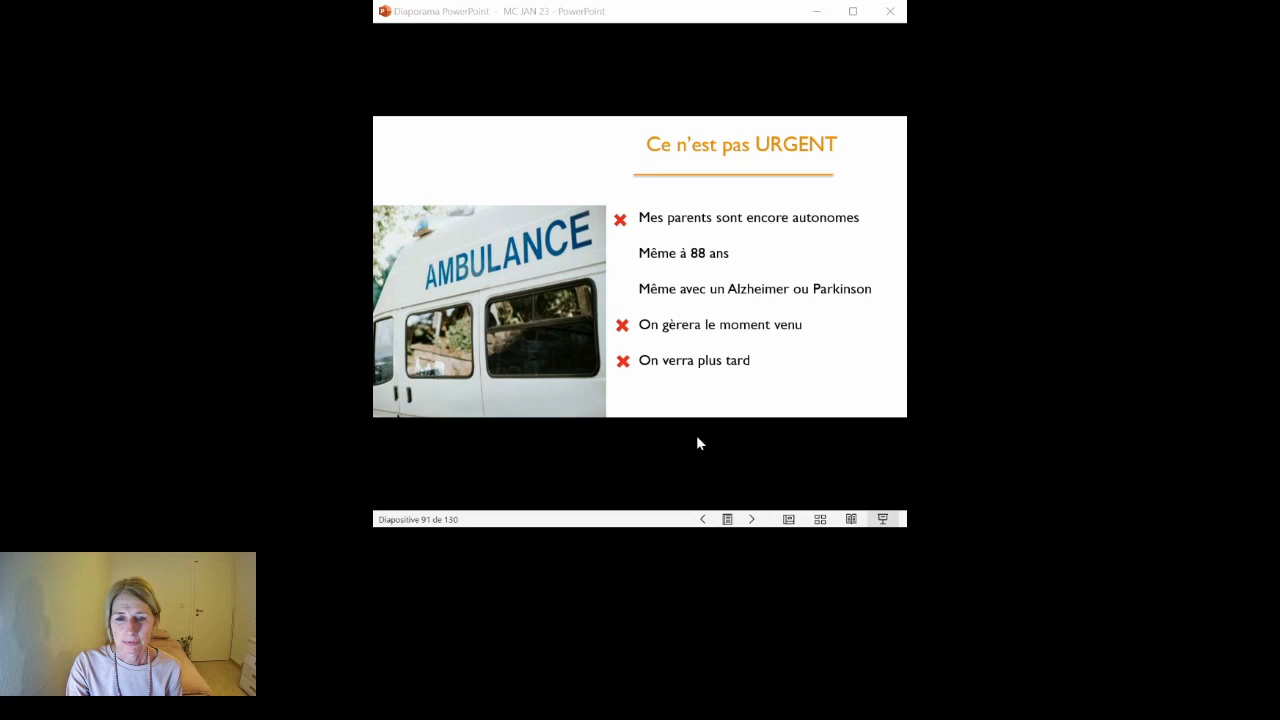 Diaporama PowerPoint - MC JAN 23 - PowerPoint
Ce n'est pas URGENT
AMBULANCE
Mes parents sont encore autonomes
Même à 88 ans
Même avec un Alzheimer ou Parkinson
On gèrera le moment venu
On verra plus tard
Diapositive 91 de 130